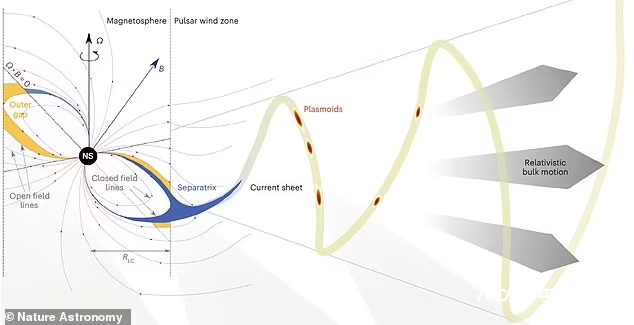 Magnetosphere
Pulsar wind zone
Ω
B
Ω·B=0
Outer
gap
Plasmoids
NS
Closed field
lines
Separatrix
Current sheet
Relativistic
bulk motion
Open field
lines
R_LC
© Nature Astronomy